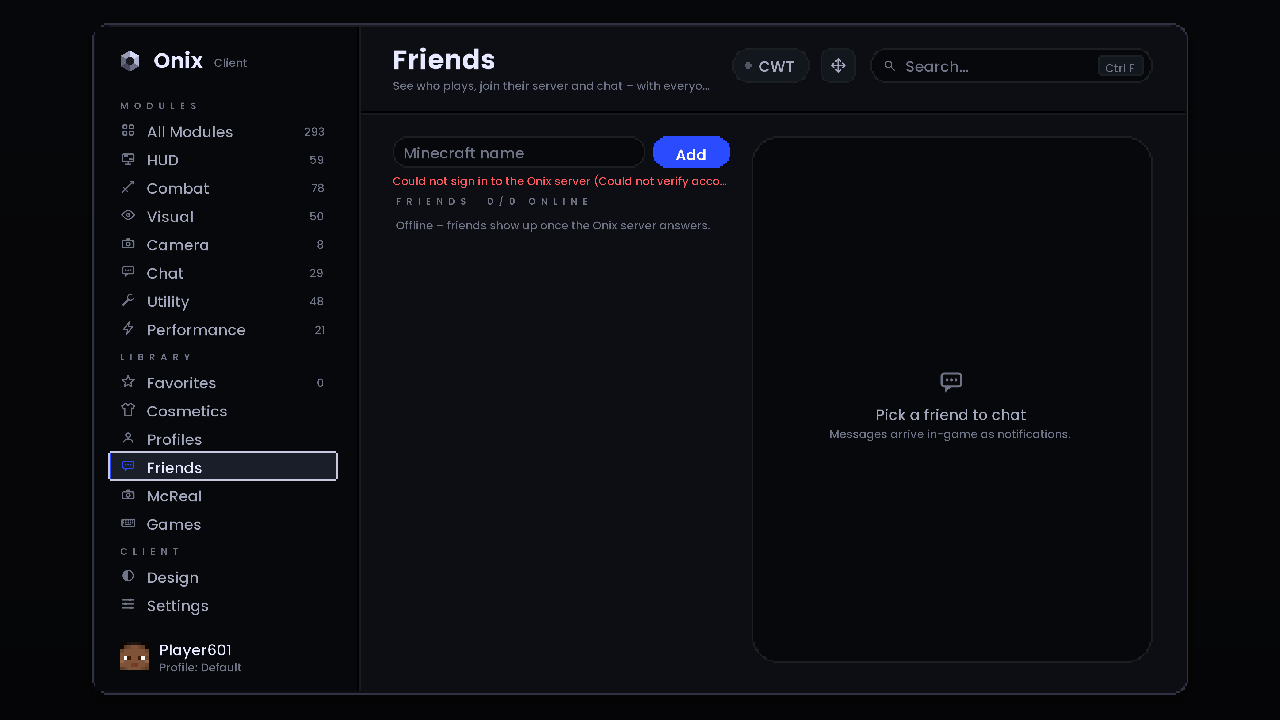 Onix Client
MODULES
All Modules 293
HUD 59
Combat 78
Visual 50
Camera 8
Chat 29
Utility 48
Performance 21
LIBRARY
Favorites 0
Cosmetics
Profiles
Friends
McReal
Games
CLIENT
Design
Settings
Player601
Profile: Default
Friends
See who plays, join their server and chat – with everyo...
CWT
Search...
Ctrl F
Minecraft name
Add
Could not sign in to the Onix server (Could not verify acco...
FRIENDS 0/0 ONLINE
Offline – friends show up once the Onix server answers.
Pick a friend to chat
Messages arrive in-game as notifications.